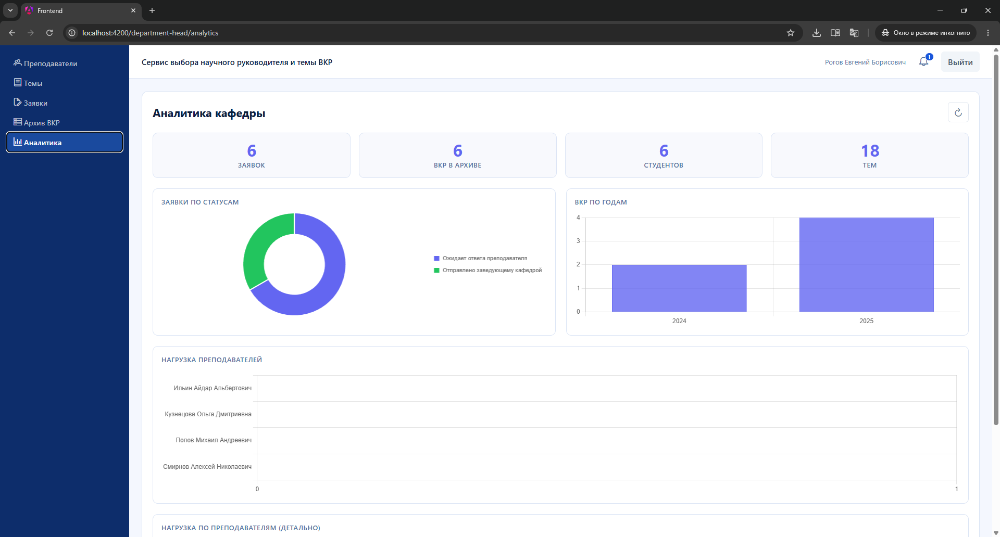 Frontend
localhost:4200/department-head/analytics
Окно в режиме инкогнито
Преподаватели
Темы
Заявки
Архив ВКР
Аналитика
Сервис выбора научного руководителя и темы ВКР
Рогов Евгений Борисович
1
Выйти
Аналитика кафедры
6
ЗАЯВОК
6
ВКР В АРХИВЕ
6
СТУДЕНТОВ
18
ТЕМ
ЗАЯВКИ ПО СТАТУСАМ
Ожидает ответа преподавателя
Отправлено заведующему кафедрой
ВКР ПО ГОДАМ
4
3
2
1
0
2024
2025
НАГРУЗКА ПРЕПОДАВАТЕЛЕЙ
Ильин Айдар Альбертович
Кузнецова Ольга Дмитриевна
Попов Михаил Андреевич
Смирнов Алексей Николаевич
0
1
НАГРУЗКА ПО ПРЕПОДАВАТЕЛЯМ (ДЕТАЛЬНО)